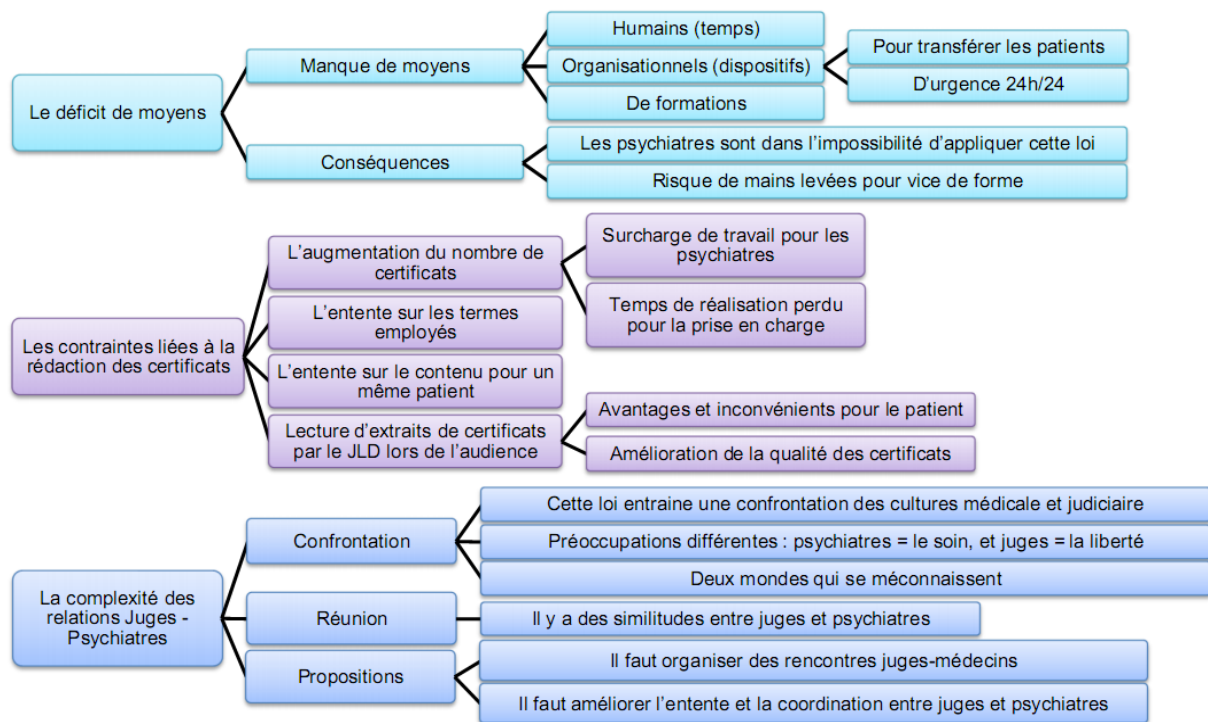 Le déficit de moyens
Manque de moyens
Humains (temps)
Organisationnels (dispositifs)
Pour transférer les patients
D'urgence 24h/24
De formations
Conséquences
Les psychiatres sont dans l'impossibilité d'appliquer cette loi
Risque de mains levées pour vice de forme
Les contraintes liées à la
rédaction des certificats
L'augmentation du nombre de
certificats
Surcharge de travail pour les
psychiatres
Temps de réalisation perdu
pour la prise en charge
L'entente sur les termes
employés
L'entente sur le contenu pour un
même patient
Lecture d'extraits de certificats
par le JLD lors de l'audience
Avantages et inconvénients pour le patient
Amélioration de la qualité des certificats
La complexité des
relations Juges -
Psychiatres
Confrontation
Cette loi entraine une confrontation des cultures médicale et judiciaire
Préoccupations différentes : psychiatres = le soin, et juges = la liberté
Deux mondes qui se méconnaissent
Réunion
Il y a des similitudes entre juges et psychiatres
Propositions
Il faut organiser des rencontres juges-médecins
Il faut améliorer l'entente et la coordination entre juges et psychiatres